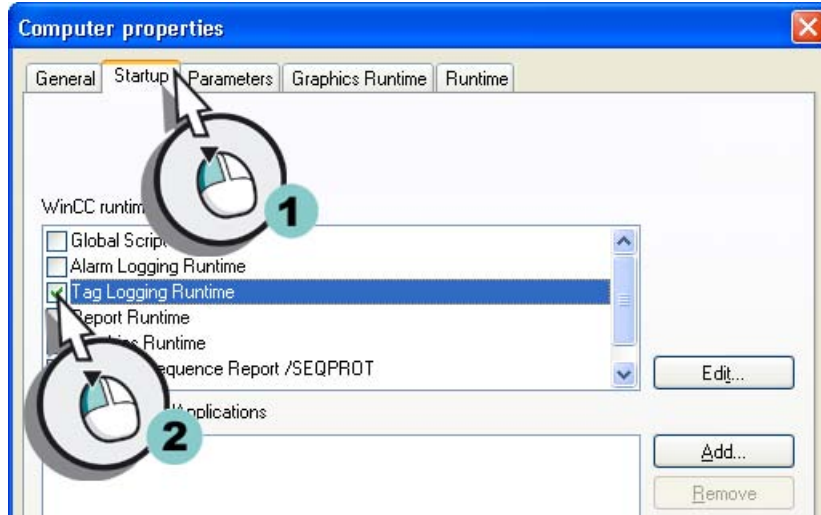 Computer properties
General Startup Parameters Graphics Runtime Runtime
1
WinCC runtim
Global Script
Alarm Logging Runtime
Tag Logging Runtime
Report Runtime
Runtime
equence Report /SEQPROT
Edit...
/Applications
2
Add...
Remove